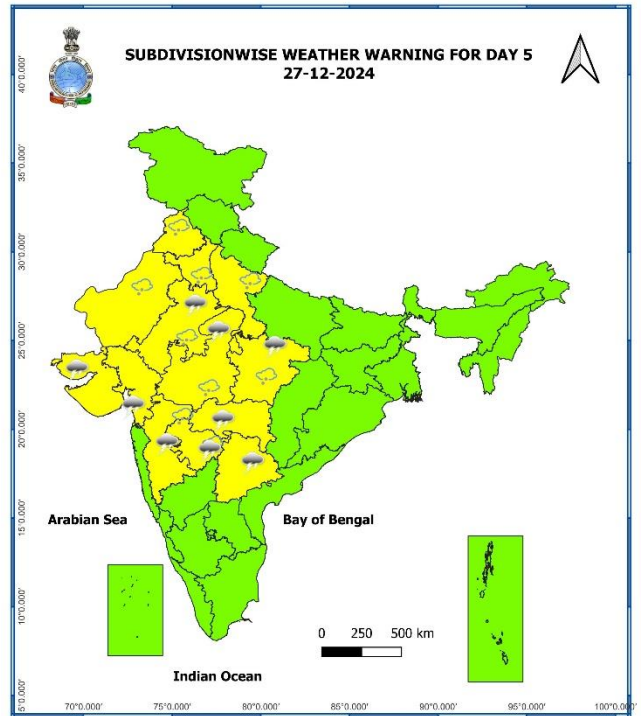 SUBDIVISIONWISE WEATHER WARNING FOR DAY 5
27-12-2024
40°0.000'
35°0.000'
30°0.000'
25°0.000'
20°0.000'
15°0.000'
10°0.000'
5°0.000'
Arabian Sea
Bay of Bengal
0 250 500 km
Indian Ocean
70°0.000' 75°0.000' 80°0.000' 85°0.000' 90°0.000' 95°0.000' 100°0.000'